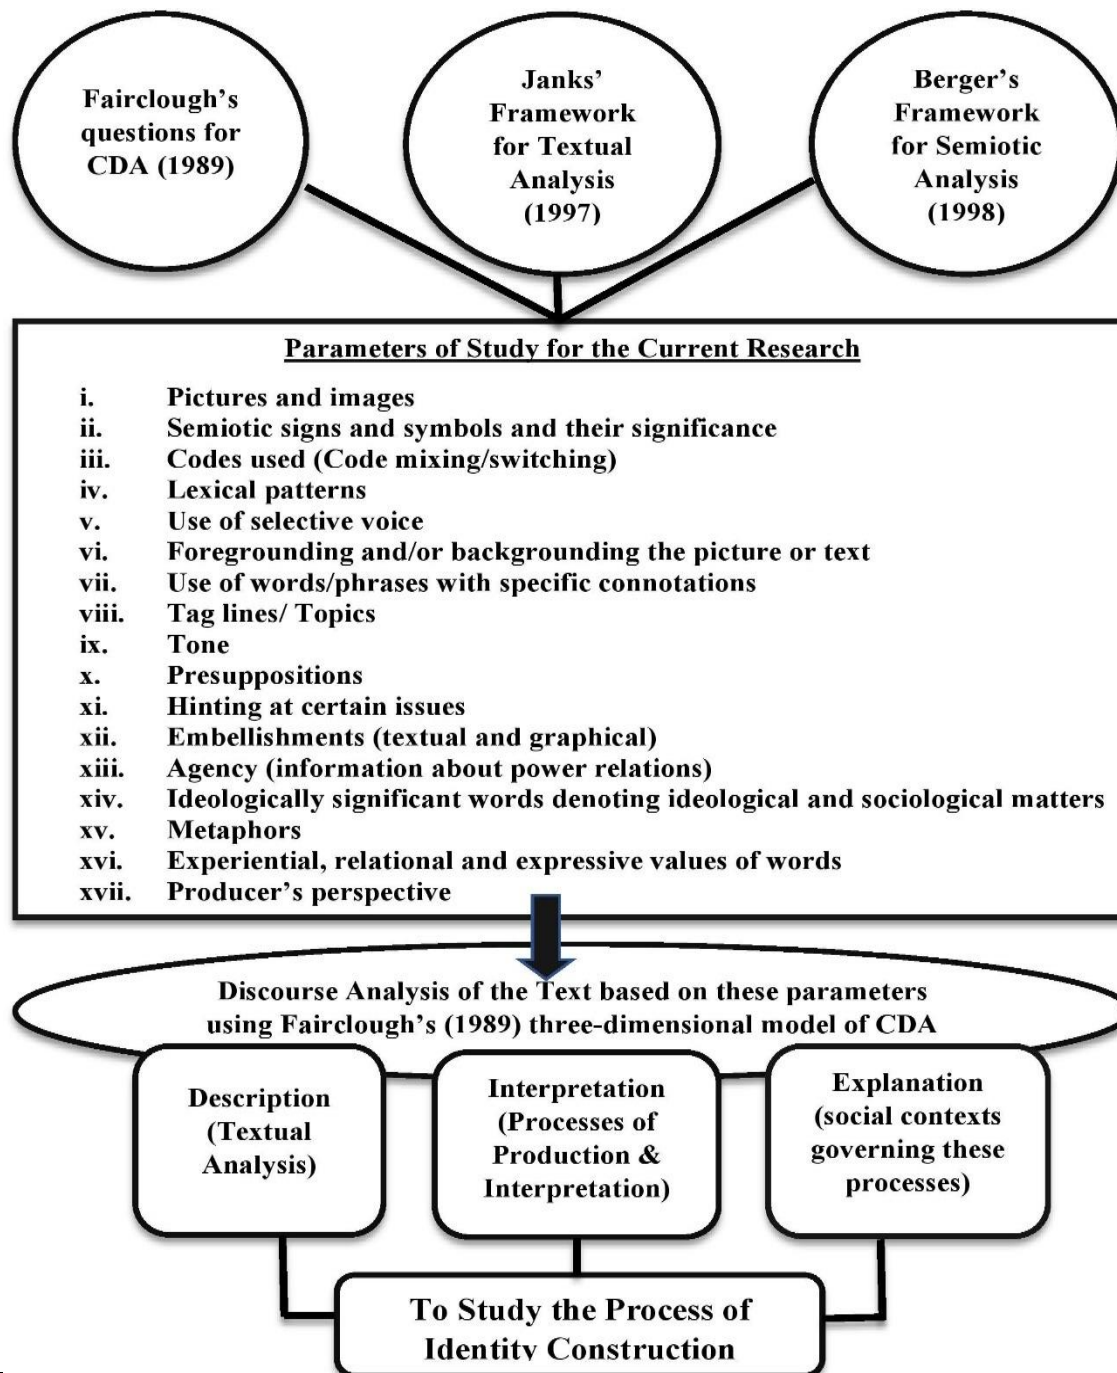 Fairclough's
questions for
CDA (1989)
Janks'
Framework
for Textual
Analysis
(1997)
Berger's
Framework
for Semiotic
Analysis
(1998)
Parameters of Study for the Current Research
i. Pictures and images
ii. Semiotic signs and symbols and their significance
iii. Codes used (Code mixing/switching)
iv. Lexical patterns
v. Use of selective voice
vi. Foregrounding and/or backgrounding the picture or text
vii. Use of words/phrases with specific connotations
viii. Tag lines/ Topics
ix. Tone
x. Presuppositions
xi. Hinting at certain issues
xii. Embellishments (textual and graphical)
xiii. Agency (information about power relations)
xiv. Ideologically significant words denoting ideological and sociological matters
xv. Metaphors
xvi. Experiential, relational and expressive values of words
xvii. Producer's perspective
Discourse Analysis of the Text based on these parameters
using Fairclough's (1989) three-dimensional model of CDA
Description
(Textual
Analysis)
Interpretation
(Processes of
Production &
Interpretation)
Explanation
(social contexts
governing these
processes)
To Study the Process of
Identity Construction